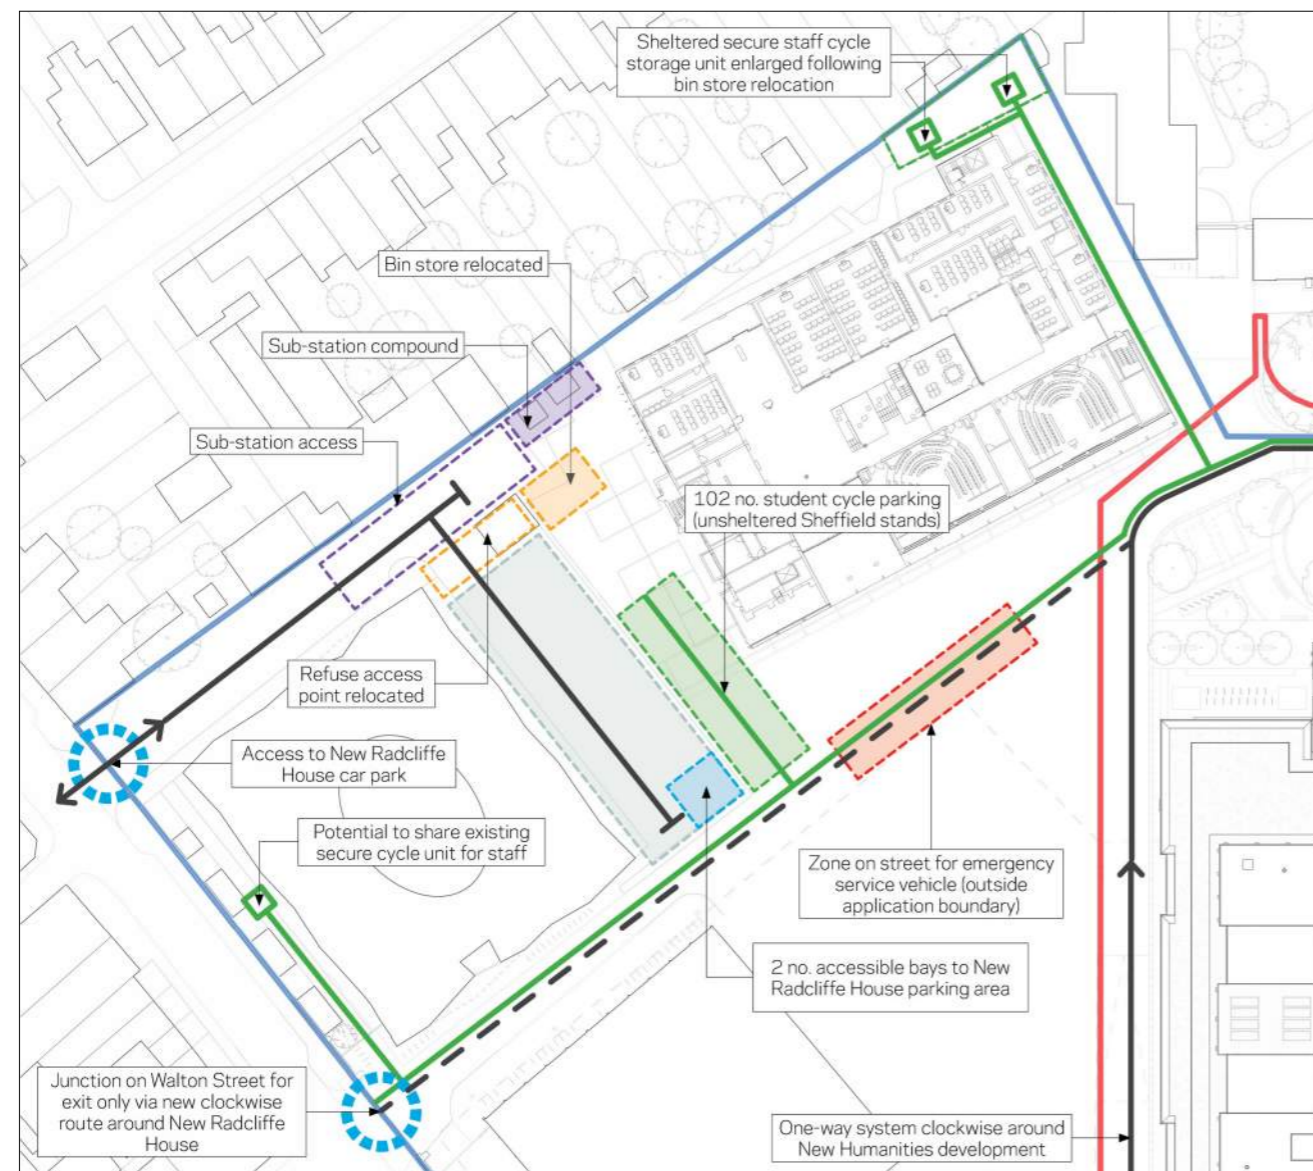 Sheltered secure staff cycle
storage unit enlarged following
bin store relocation
Bin store relocated
Sub-station compound
Sub-station access
102 no. student cycle parking
(unsheltered Sheffield stands)
Refuse access
point relocated
Access to New Radcliffe
House car park
Potential to share existing
secure cycle unit for staff
Zone on street for emergency
service vehicle (outside
application boundary)
2 no. accessible bays to New
Radcliffe House parking area
Junction on Walton Street for
exit only via new clockwise
route around New Radcliffe
House
One-way system clockwise around
New Humanities development